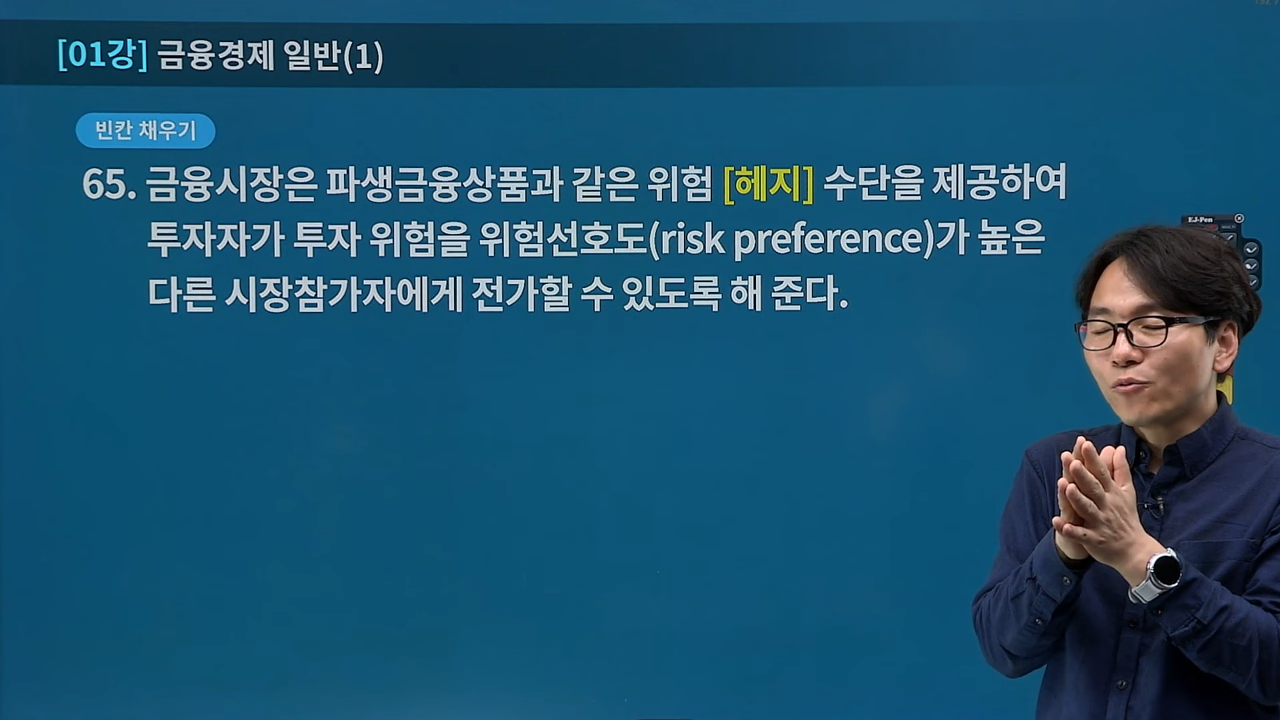 [01강] 금융경제 일반(1)
빈칸 채우기
65. 금융시장은 파생금융상품과 같은 위험 [헤지] 수단을 제공하여
투자자가 투자 위험을 위험선호도(risk preference)가 높은
다른 시장참가자에게 전가할 수 있도록 해 준다.
EJ-Pen